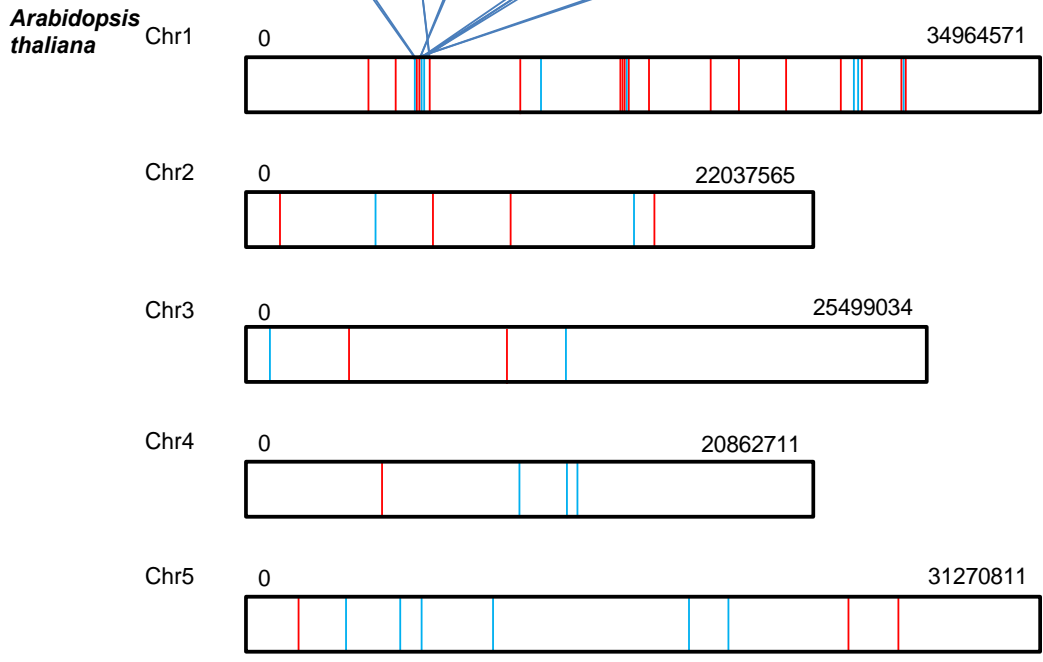 Arabidopsis
thaliana
Chr1 0 34964571
Chr2 0 22037565
Chr3 0 25499034
Chr4 0 20862711
Chr5 0 31270811